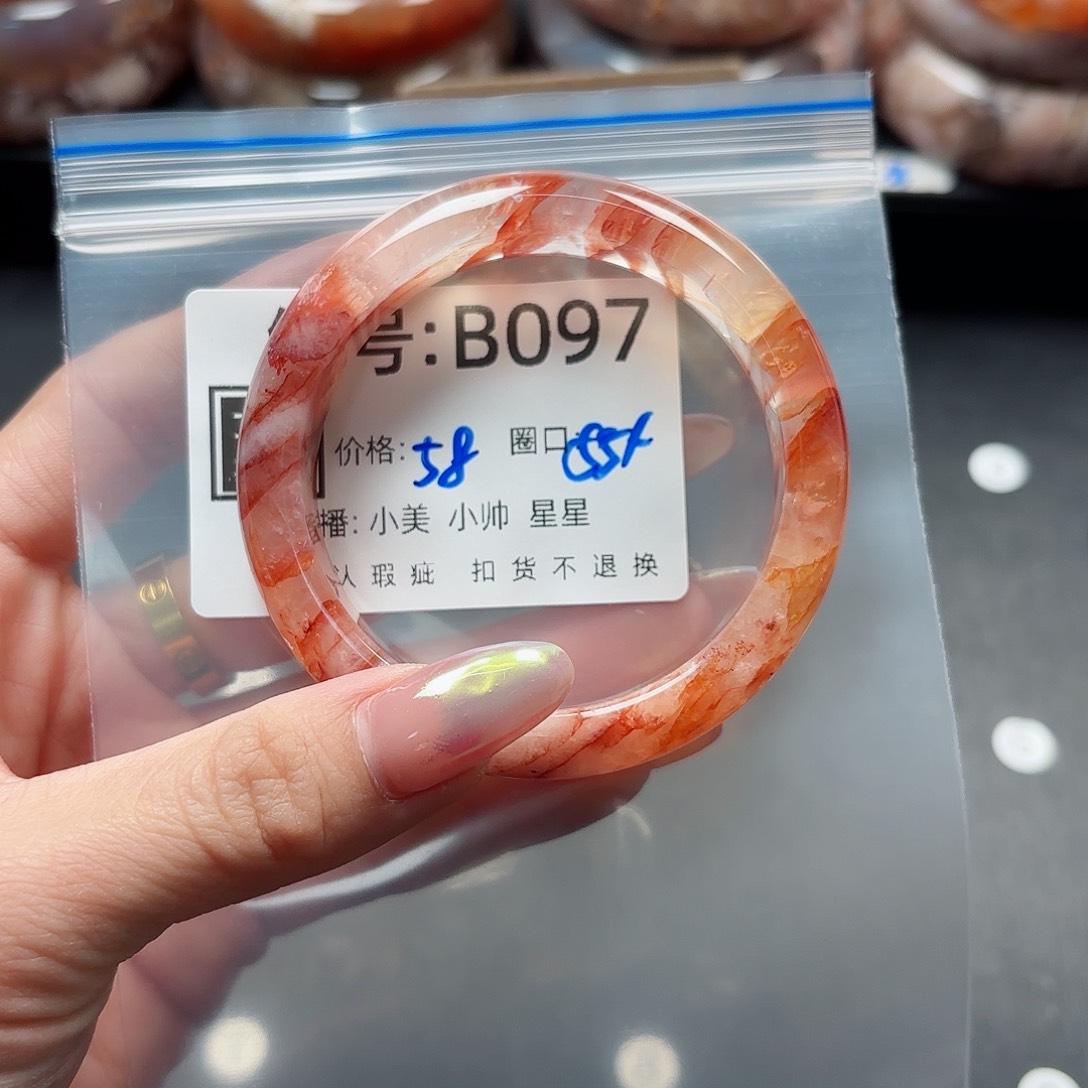 号:B097
价格:58 圈口:
播: 小美 小帅 星星
认瑕疵 扣货不退换